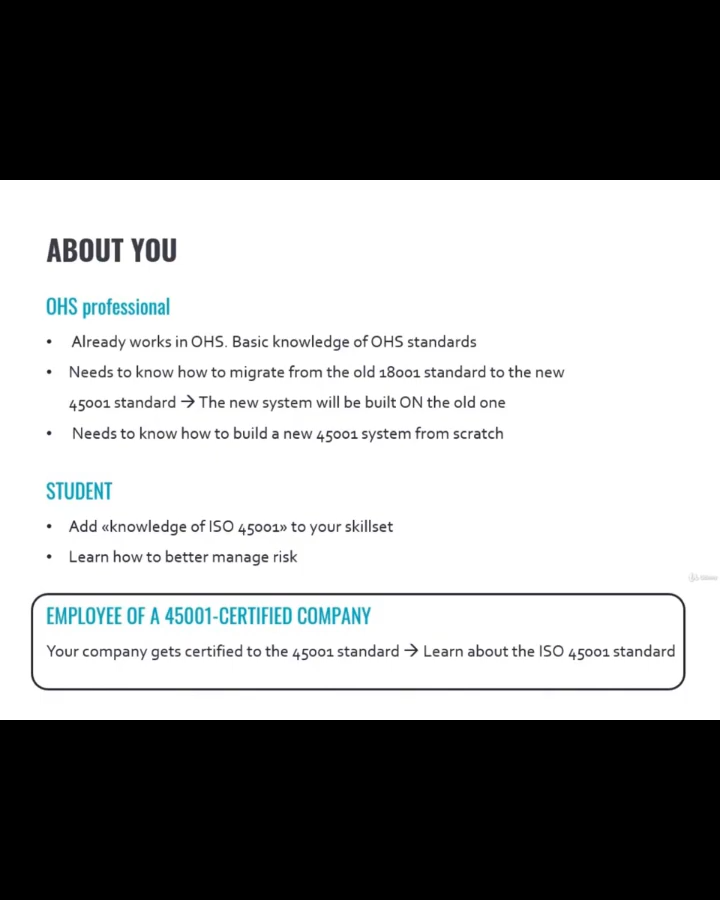 ABOUT YOU
OHS professional
• Already works in OHS. Basic knowledge of OHS standards
• Needs to know how to migrate from the old 18001 standard to the new
45001 standard → The new system will be built ON the old one
• Needs to know how to build a new 45001 system from scratch
STUDENT
• Add «knowledge of ISO 45001» to your skillset
• Learn how to better manage risk
EMPLOYEE OF A 45001-CERTIFIED COMPANY
Your company gets certified to the 45001 standard → Learn about the ISO 45001 standard